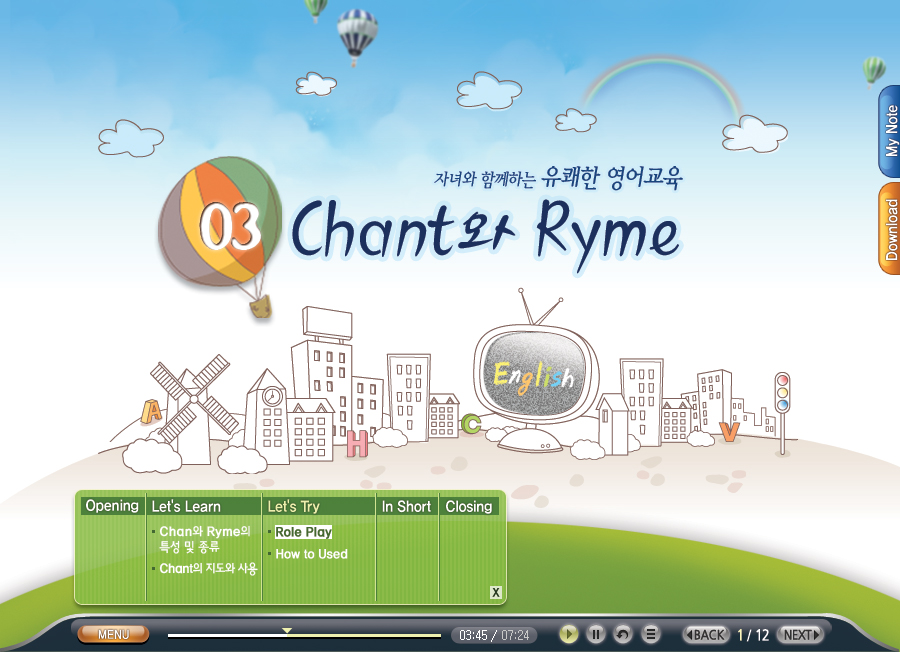 My Note
Download
자녀와 함께하는 유쾌한 영어교육
03 Chant와 Ryme
English
A
H
C
V
Opening
Let's Learn
Chan와 Ryme의
특성 및 종류
Chant의 지도와 사용
Let's Try
Role Play
How to Used
In Short
Closing
X
MENU
03:45 / 07:24
BACK
1 / 12
NEXT